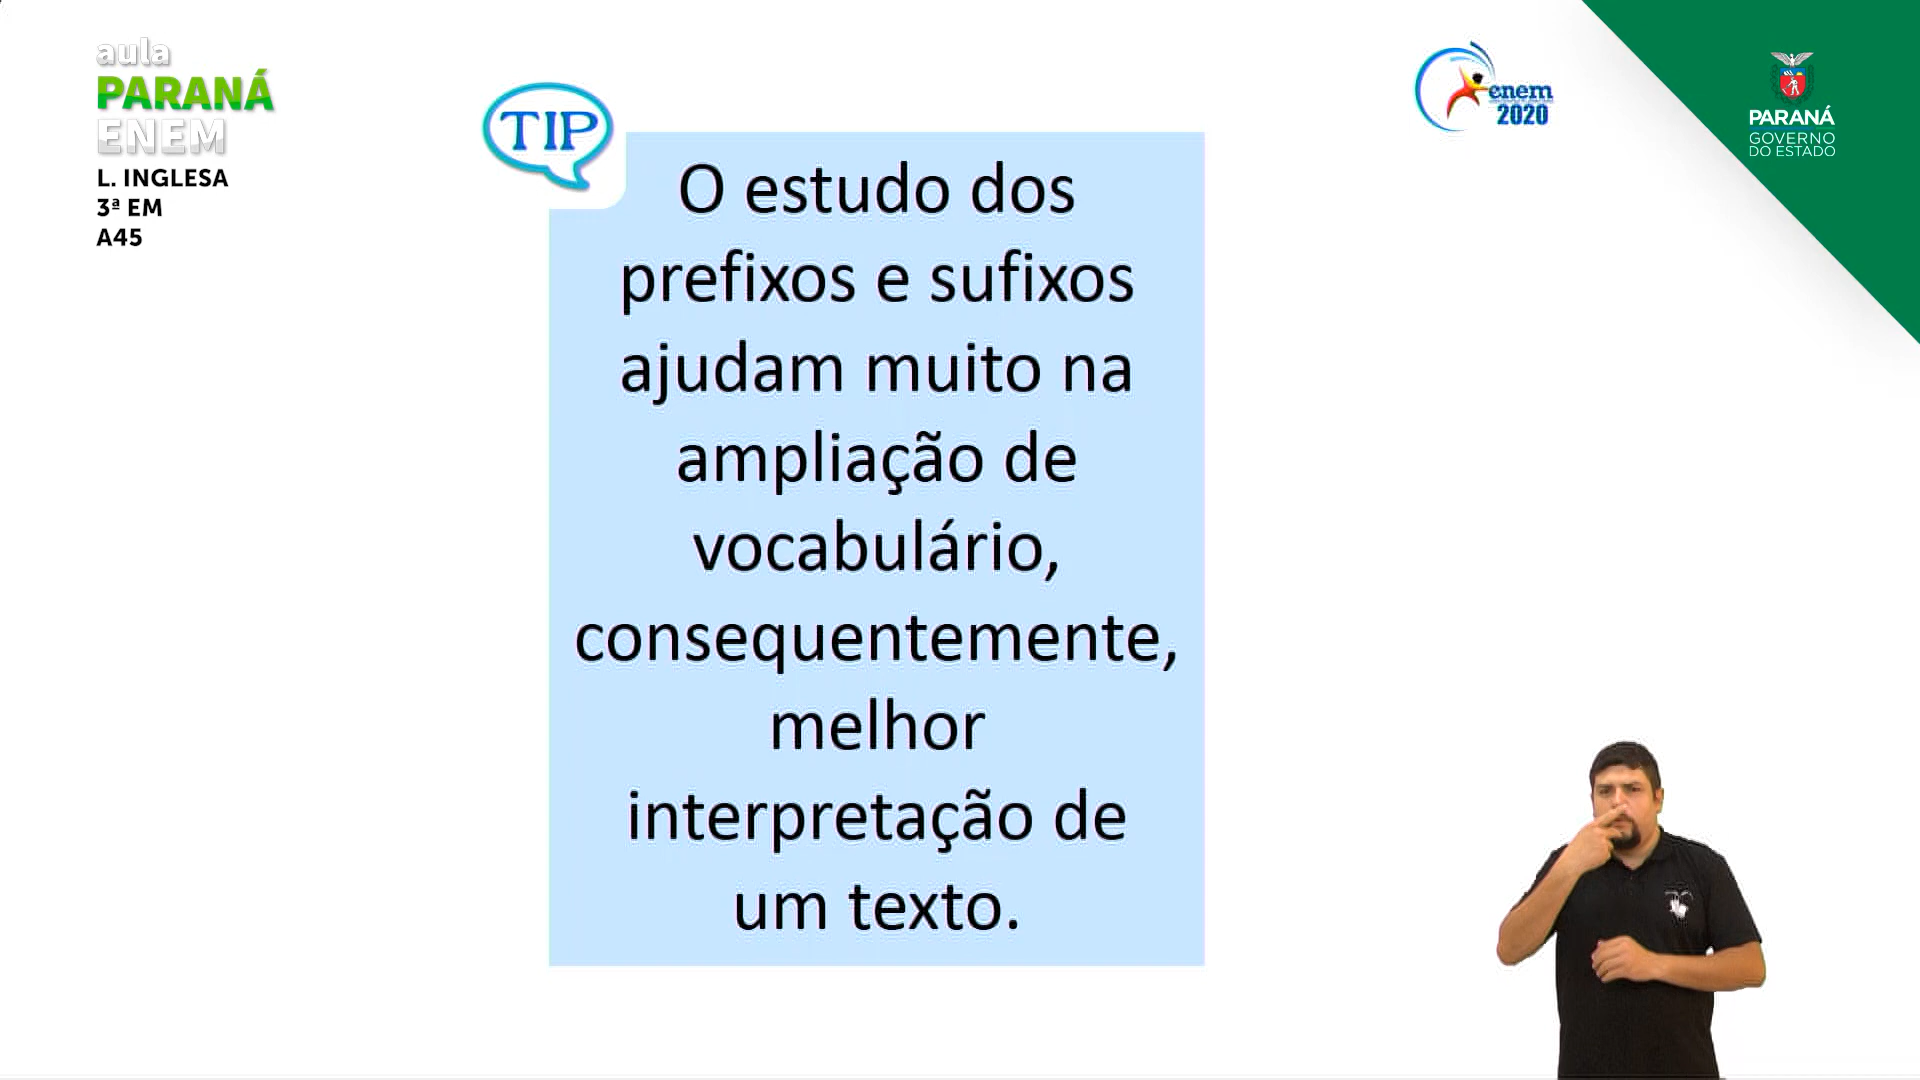 aula
PARANÁ
ENEM
L. INGLESA
3ª EM
A45
TIP
O estudo dos
prefixos e sufixos
ajudam muito na
ampliação de
vocabulário,
consequentemente,
melhor
interpretação de
um texto.
enem
2020
PARANÁ
GOVERNO
DO ESTADO